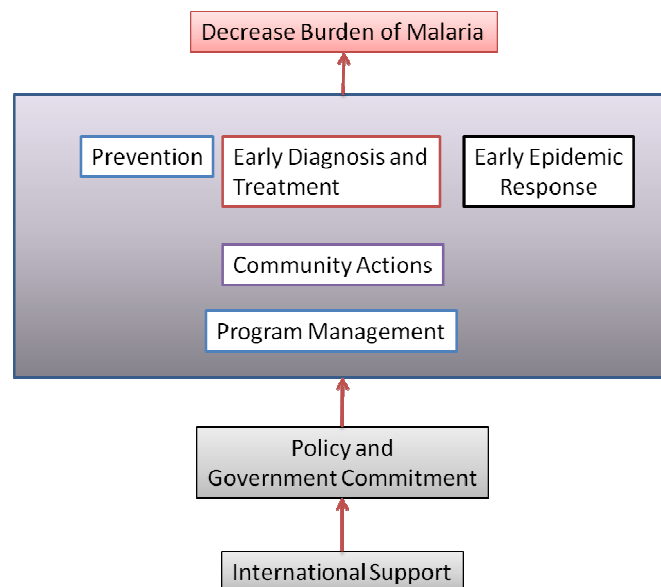 Decrease Burden of Malaria
Prevention
Early Diagnosis and
Treatment
Early Epidemic
Response
Community Actions
Program Management
Policy and
Government Commitment
International Support